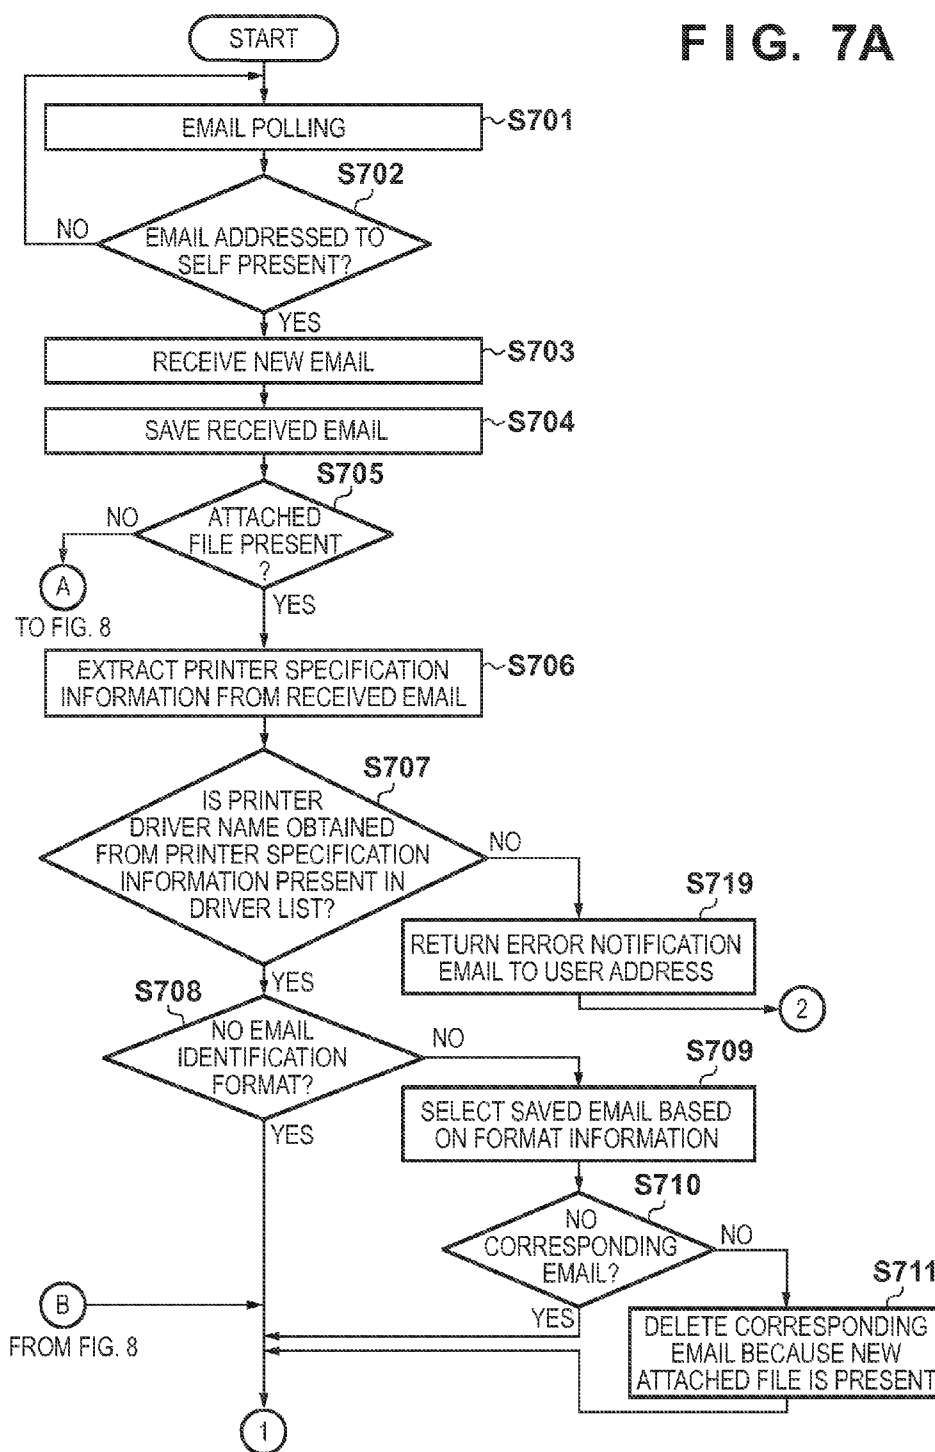 FIG. 7A
START
EMAIL POLLING
S701
S702
NO
EMAIL ADDRESSED TO
SELF PRESENT?
YES
RECEIVE NEW EMAIL
S703
SAVE RECEIVED EMAIL
S704
S705
NO
ATTACHED
FILE PRESENT
?
A
TO FIG. 8
YES
EXTRACT PRINTER SPECIFICATION
INFORMATION FROM RECEIVED EMAIL
S706
S707
IS PRINTER
DRIVER NAME OBTAINED
FROM PRINTER SPECIFICATION
INFORMATION PRESENT IN
DRIVER LIST?
NO
S719
RETURN ERROR NOTIFICATION
EMAIL TO USER ADDRESS
2
YES
S708
NO EMAIL
IDENTIFICATION
FORMAT?
NO
S709
SELECT SAVED EMAIL BASED
ON FORMAT INFORMATION
YES
S710
NO
CORRESPONDING
EMAIL?
NO
YES
S711
DELETE CORRESPONDING
EMAIL BECAUSE NEW
ATTACHED FILE IS PRESENT
B
FROM FIG. 8
1